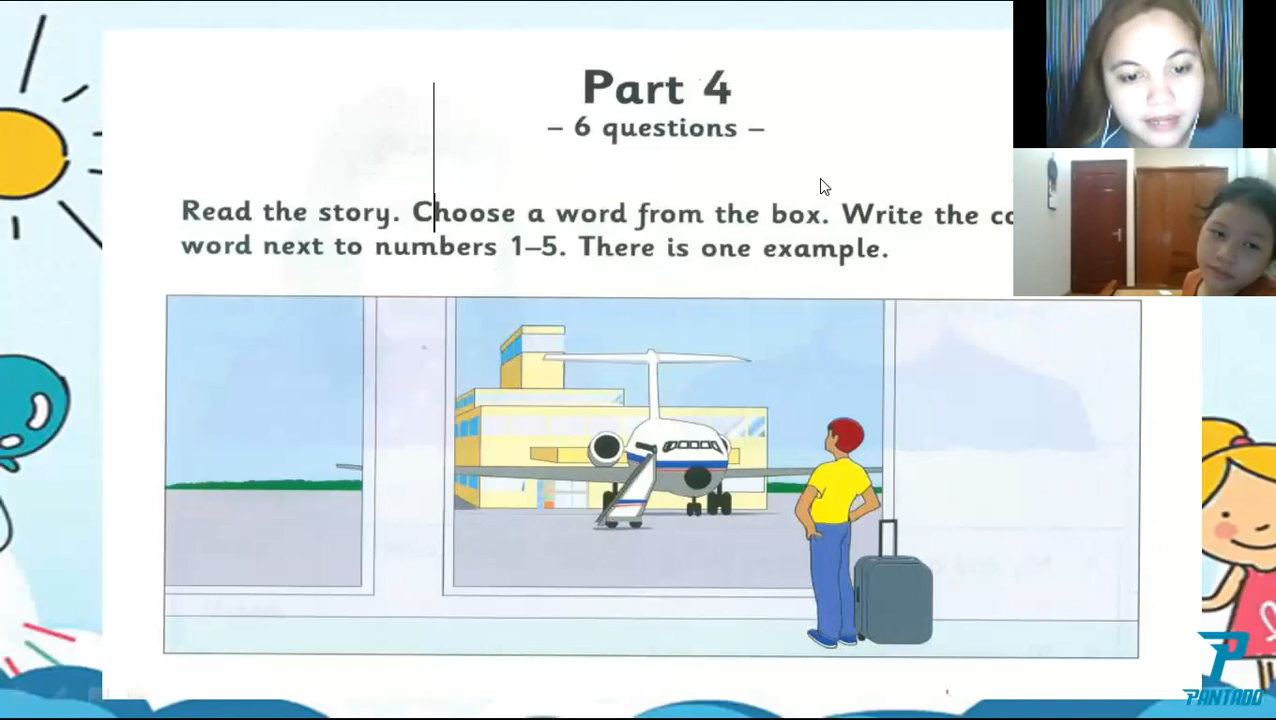 Part 4
– 6 questions –
Read the story. Choose a word from the box. Write the co
word next to numbers 1–5. There is one example.
PANTADO